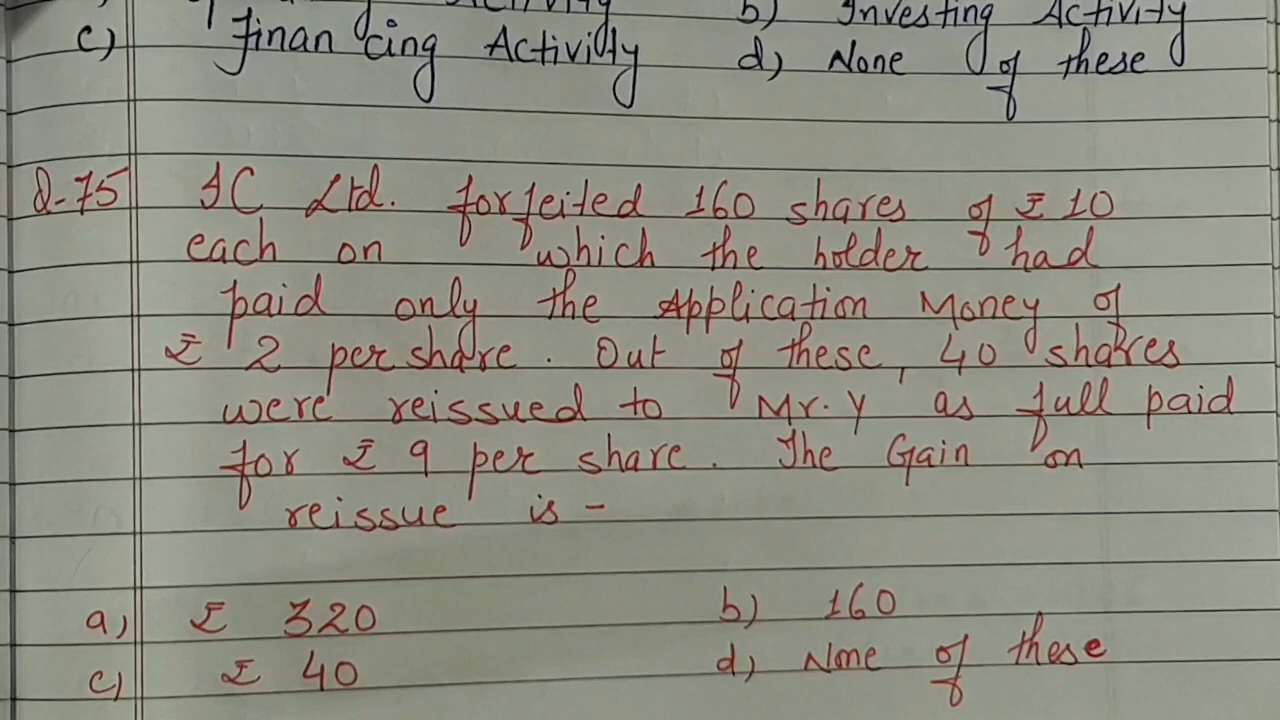 b) Investing Activity
c) Financing Activity d) None of these
Q-75 JC Ltd. forfeited 160 shares of ₹ 10
each on which the holder had
paid only the Application Money of
₹ 2 per share. Out of these, 40 shares
were reissued to Mr. Y as full paid
for ₹ 9 per share. The Gain on
reissue is -
a) ₹ 320 b) 160
c) ₹ 40 d) None of these